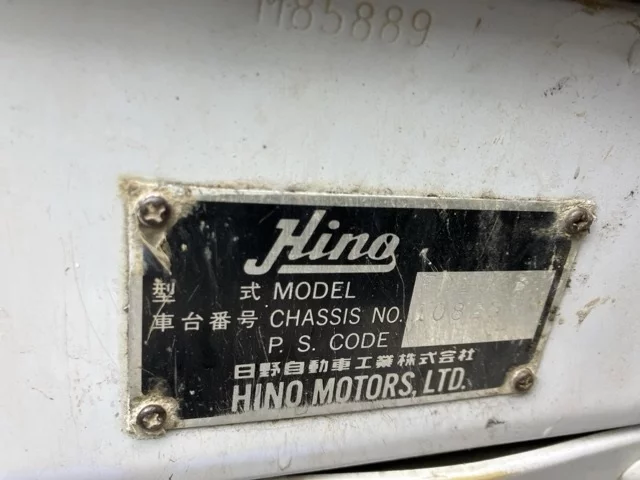 M85889
Hino
型 式 MODEL
車台番号 CHASSIS NO.
P. S. CODE
日野自動車工業株式会社
HINO MOTORS, LTD.